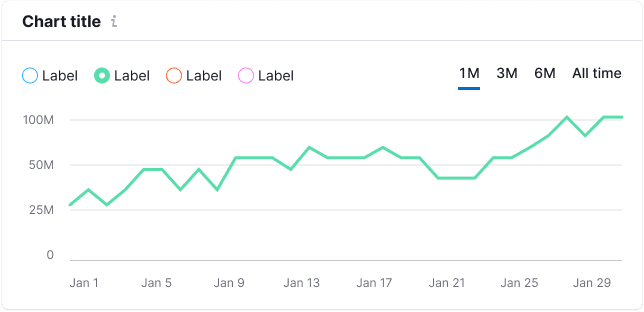 Chart title
Label Label Label Label
1M 3M 6M All time
100M
50M
25M
0
Jan 1 Jan 5 Jan 9 Jan 13 Jan 17 Jan 21 Jan 25 Jan 29